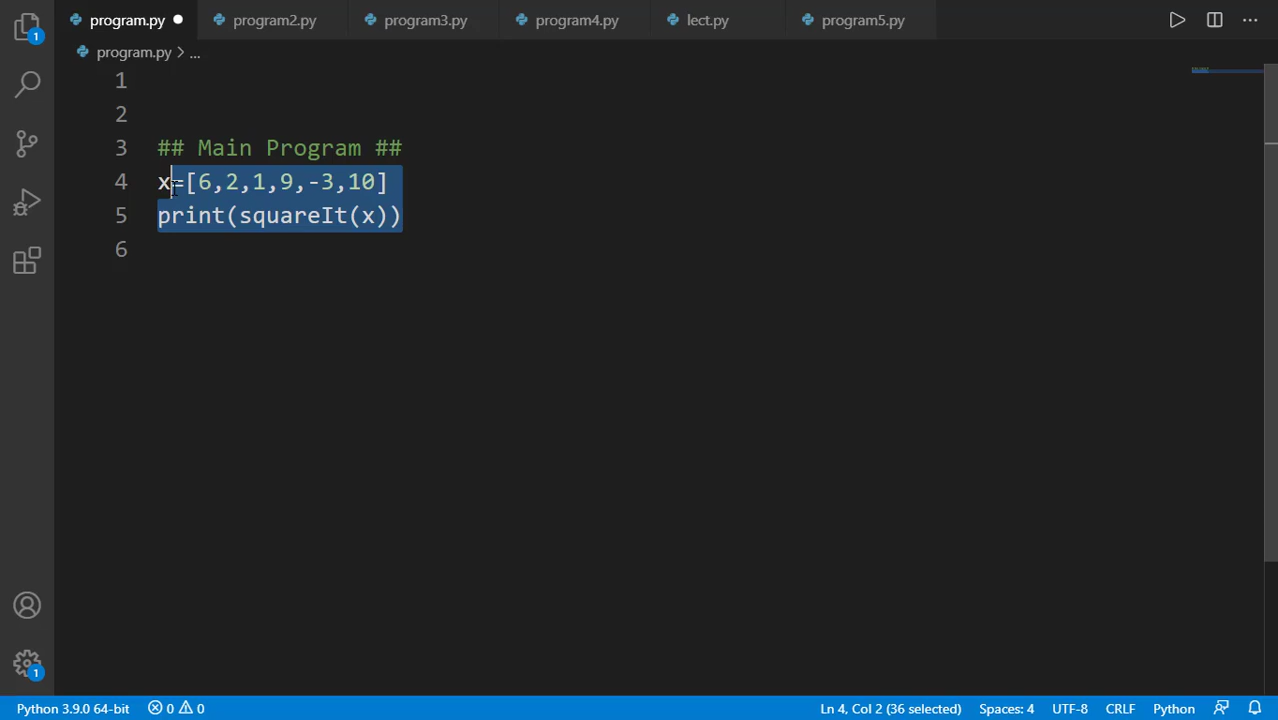 program.py program2.py program3.py program4.py lect.py program5.py
program.py > ...
1
2
3 ## Main Program ##
4 x=[6,2,1,9,-3,10]
5 print(squareIt(x))
6
1
1
Python 3.9.0 64-bit 0 0 Ln 4, Col 2 (36 selected) Spaces: 4 UTF-8 CRLF Python